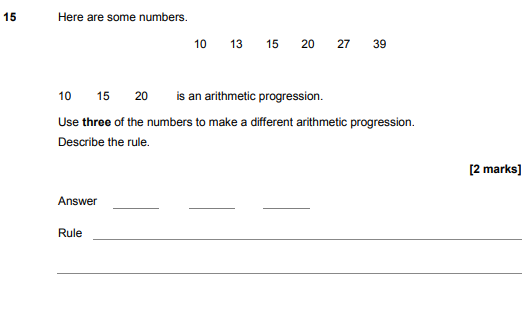 15 Here are some numbers.
10 13 15 20 27 39
10 15 20 is an arithmetic progression.
Use three of the numbers to make a different arithmetic progression.
Describe the rule.
[2 marks]
Answer
Rule